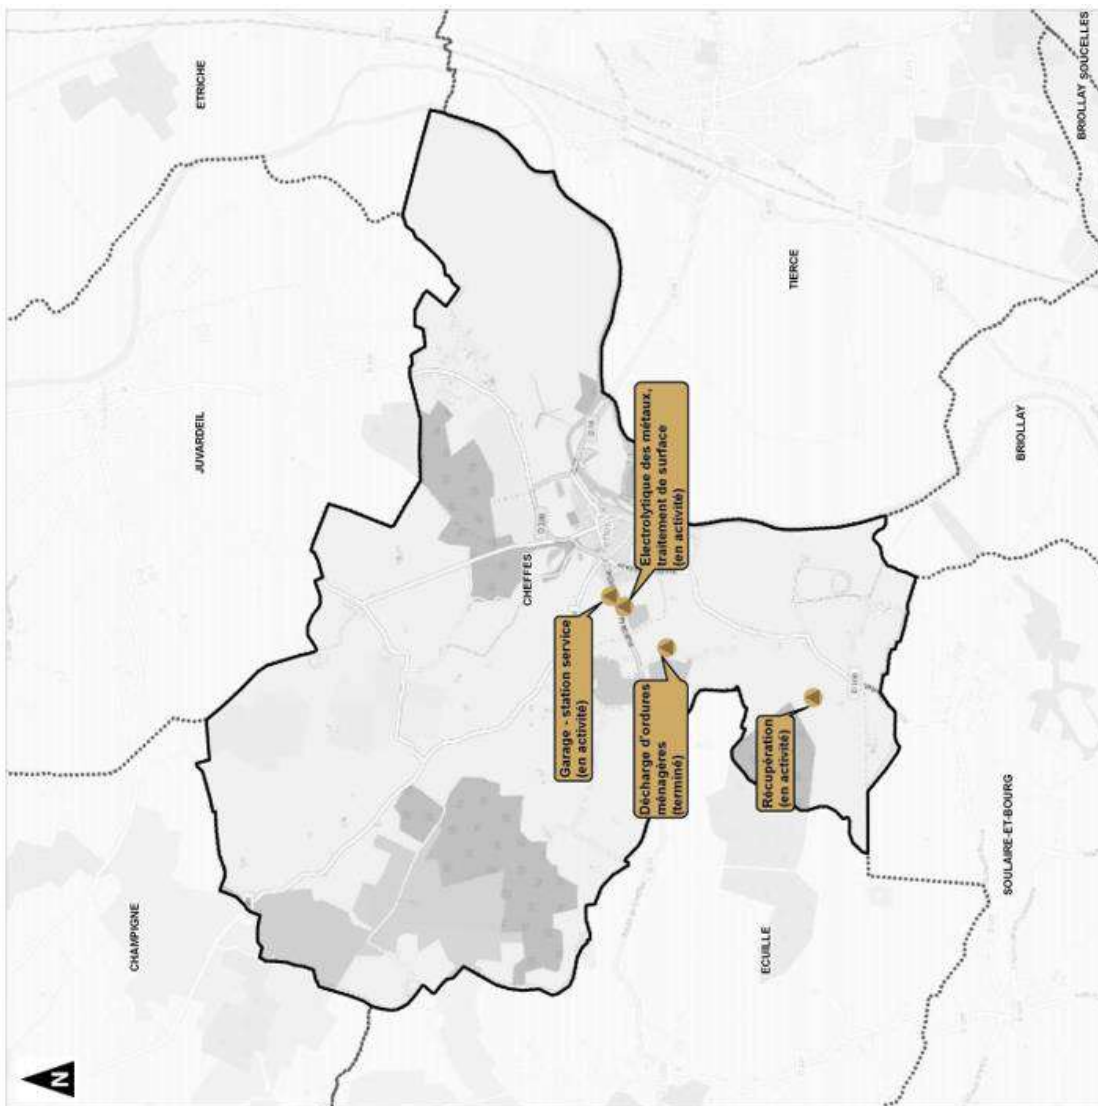 N
CHAMPIGNE
JUVARDEIL
ETRICHE
CHEFFES
Garage - station service
(en activité)
Décharge d'ordures
ménagères
(terminé)
Electrolytique des métaux,
traitement de surface
(en activité)
ECUILLE
Récupération
(en activité)
TIERCE
SOULAIRE-ET-BOURG
BRIOLLAY
BRIOLLAY
SOUCELLES